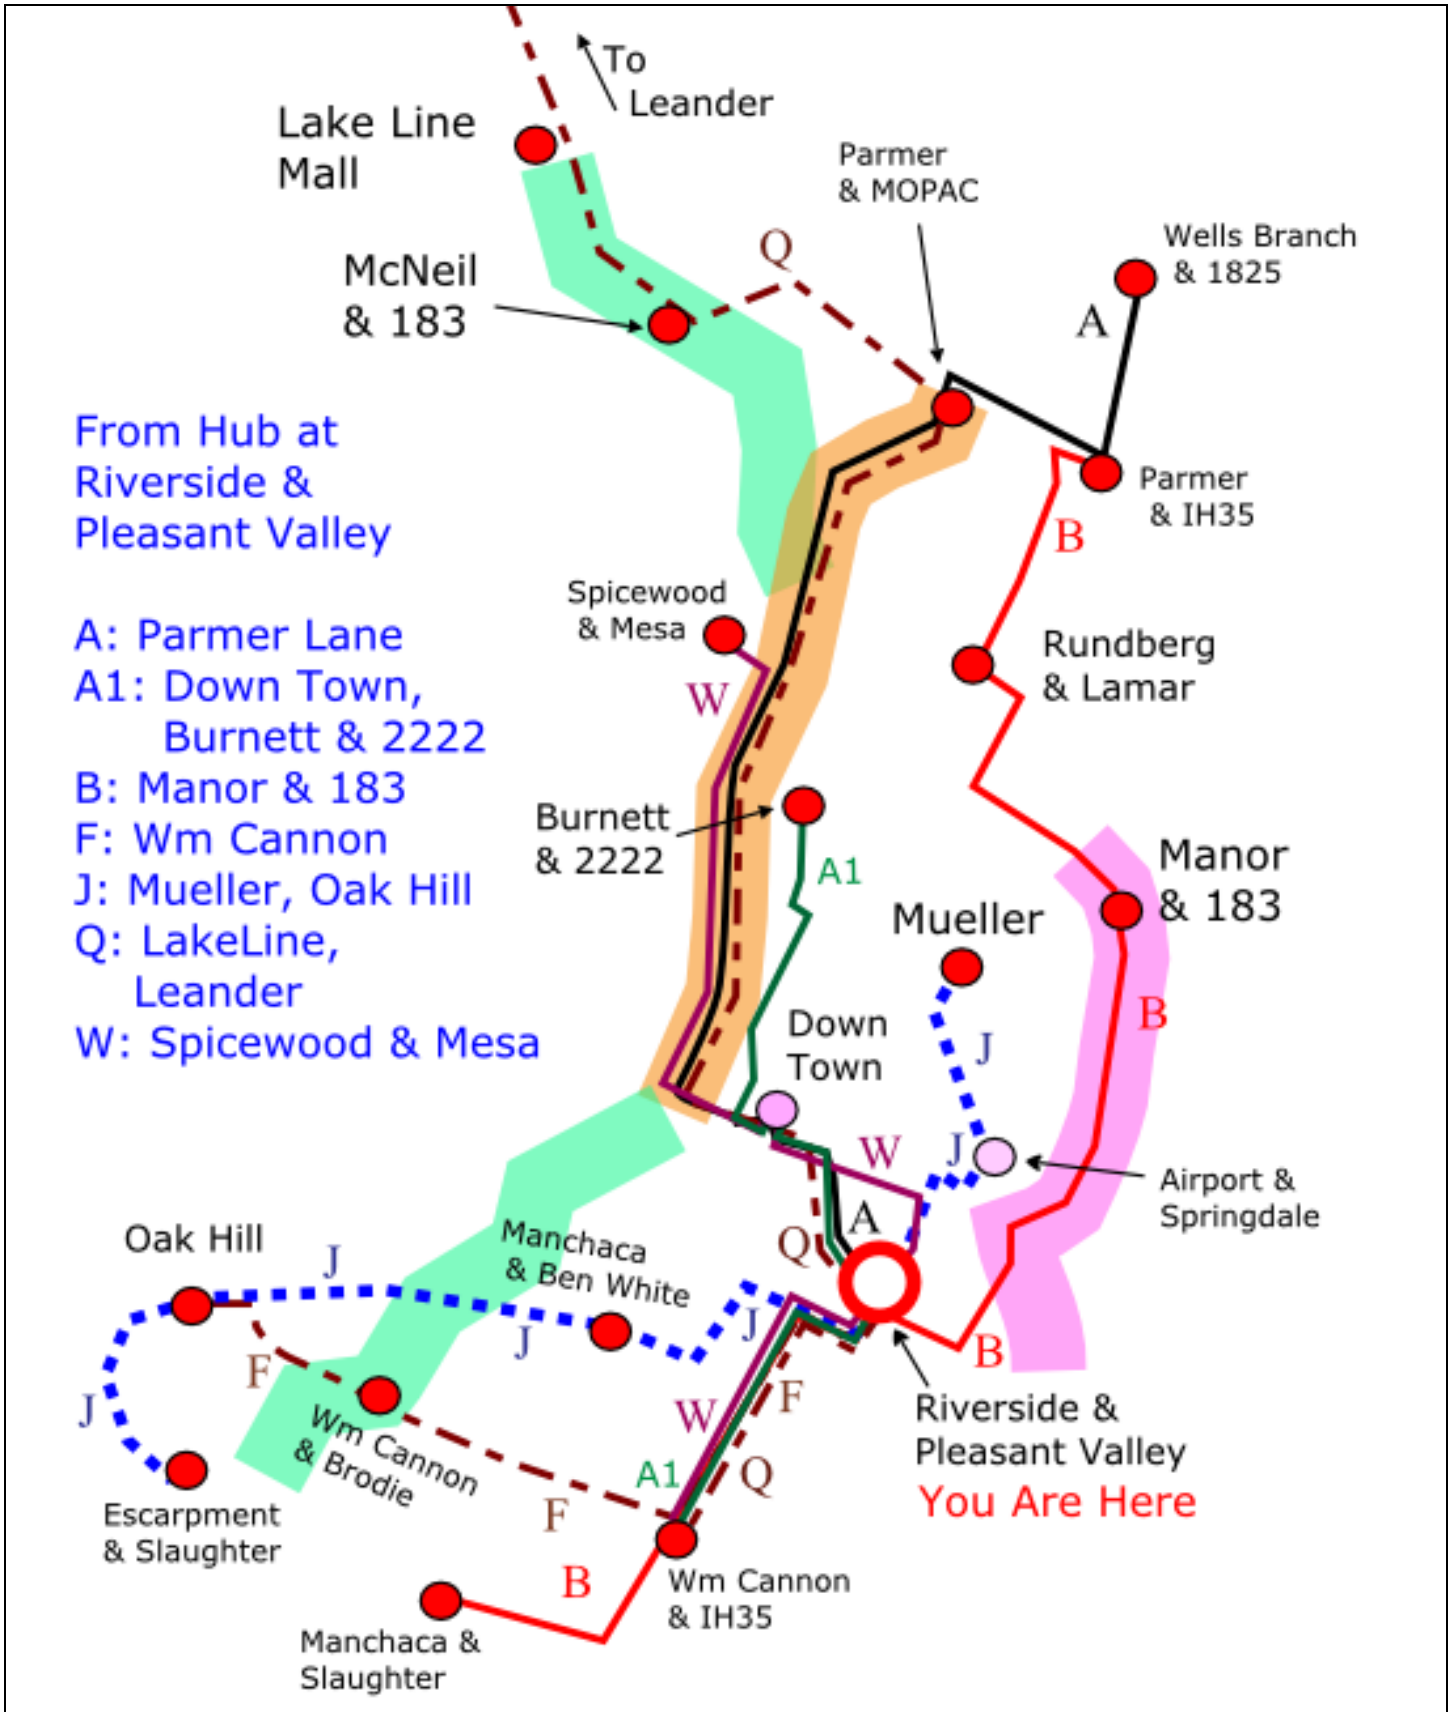 To
Leander
Lake Line
Mall
Parmer
& MOPAC
Wells Branch
& 1825
McNeil
& 183
Q
A
From Hub at
Riverside &
Pleasant Valley
Parmer
& IH35
B
A: Parmer Lane
A1: Down Town,
Burnett & 2222
B: Manor & 183
F: Wm Cannon
J: Mueller, Oak Hill
Q: LakeLine,
Leander
W: Spicewood & Mesa
Spicewood
& Mesa
W
Rundberg
& Lamar
Burnett
& 2222
A1
Manor
& 183
Mueller
B
J
Down
Town
W
J
Airport &
Springdale
A
Q
Oak Hill
J
Manchaca
& Ben White
J
J
B
F
J
Wm Cannon
& Brodie
W
F
A1
Q
Riverside &
Pleasant Valley
You Are Here
F
Escarpment
& Slaughter
B
Wm Cannon
& IH35
Manchaca &
Slaughter